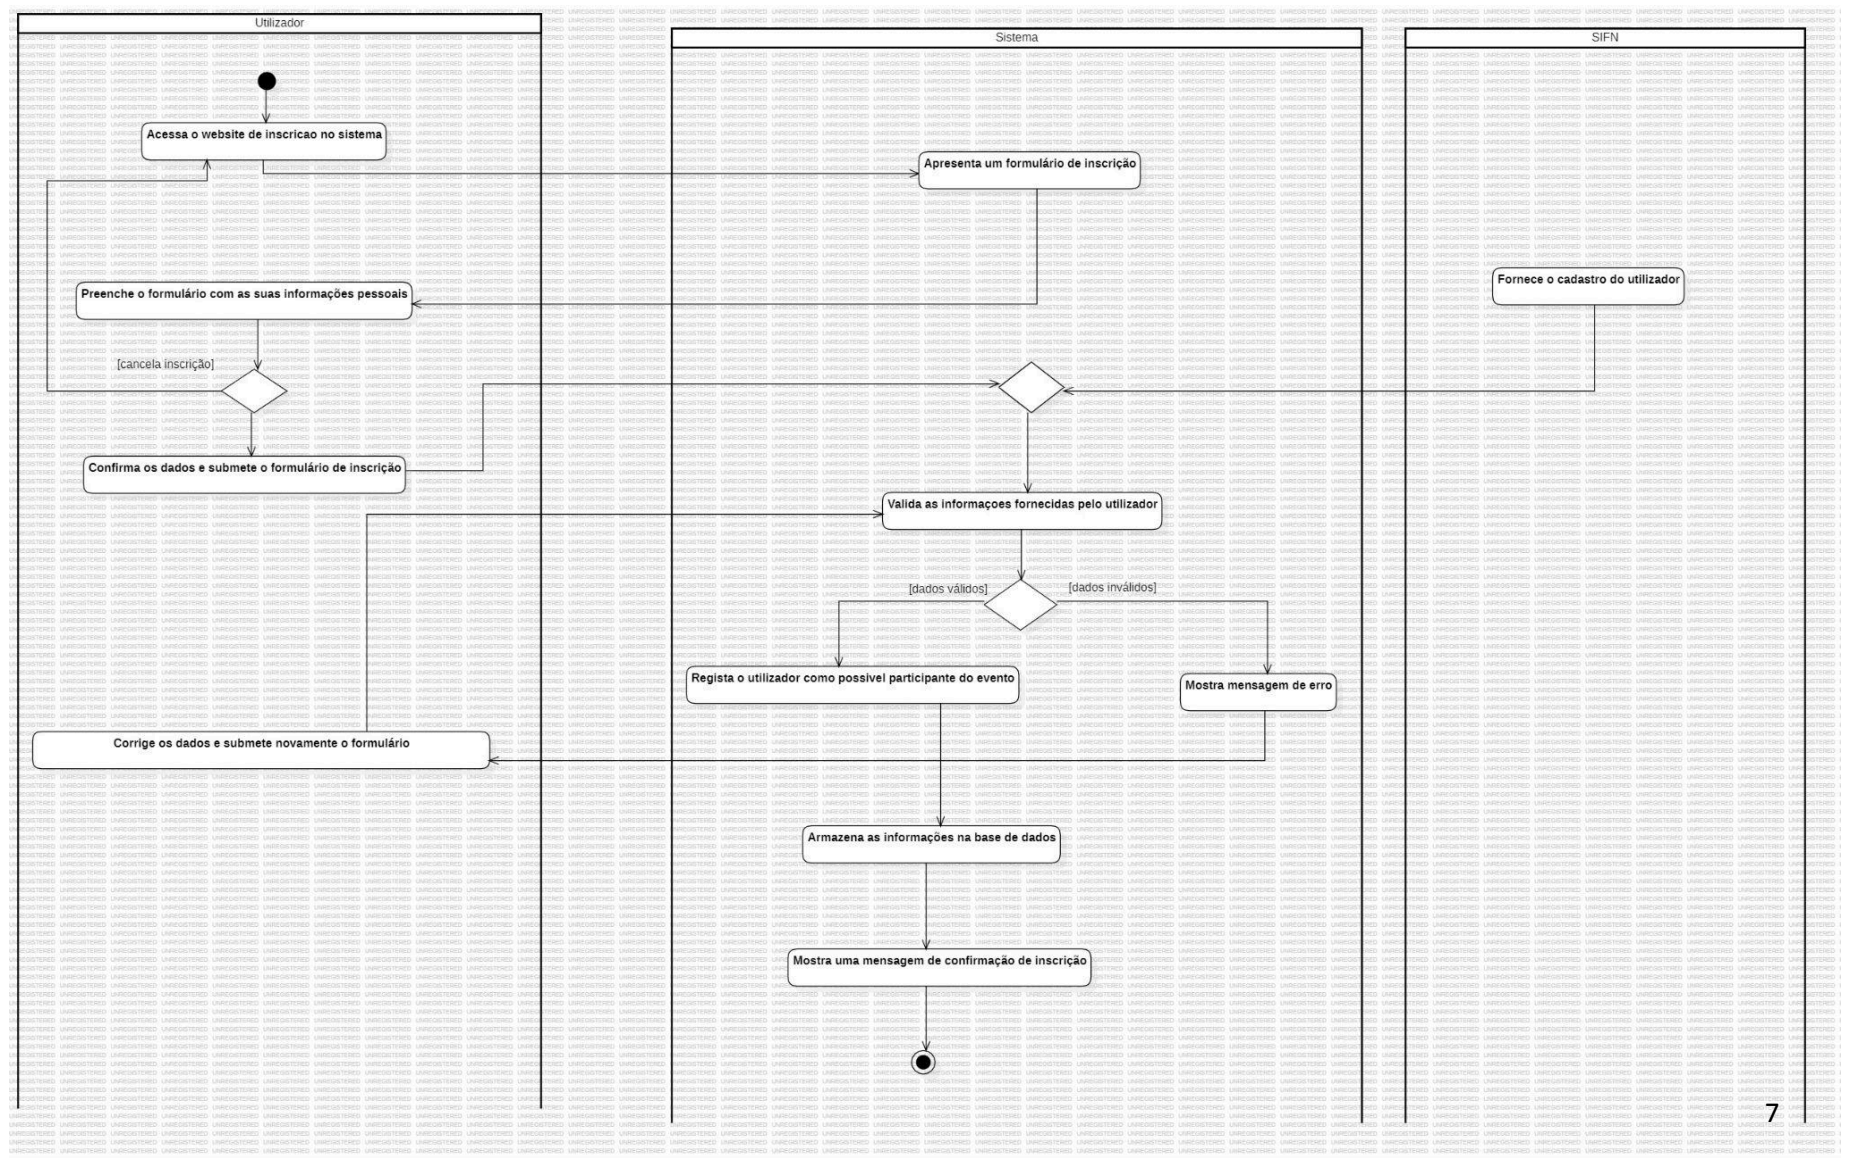 Utilizador
Sistema
SIFN
Acessa o website de inscricao no sistema
Apresenta um formulário de inscrição
Fornece o cadastro do utilizador
Preenche o formulário com as suas informações pessoais
[cancela inscrição]
Confirma os dados e submete o formulário de inscrição
Valida as informaçoes fornecidas pelo utilizador
[dados válidos]
[dados inválidos]
Regista o utilizador como possivel participante do evento
Mostra mensagem de erro
Corrige os dados e submete novamente o formulário
Armazena as informações na base de dados
Mostra uma mensagem de confirmação de inscrição
7
UNREGISTERED